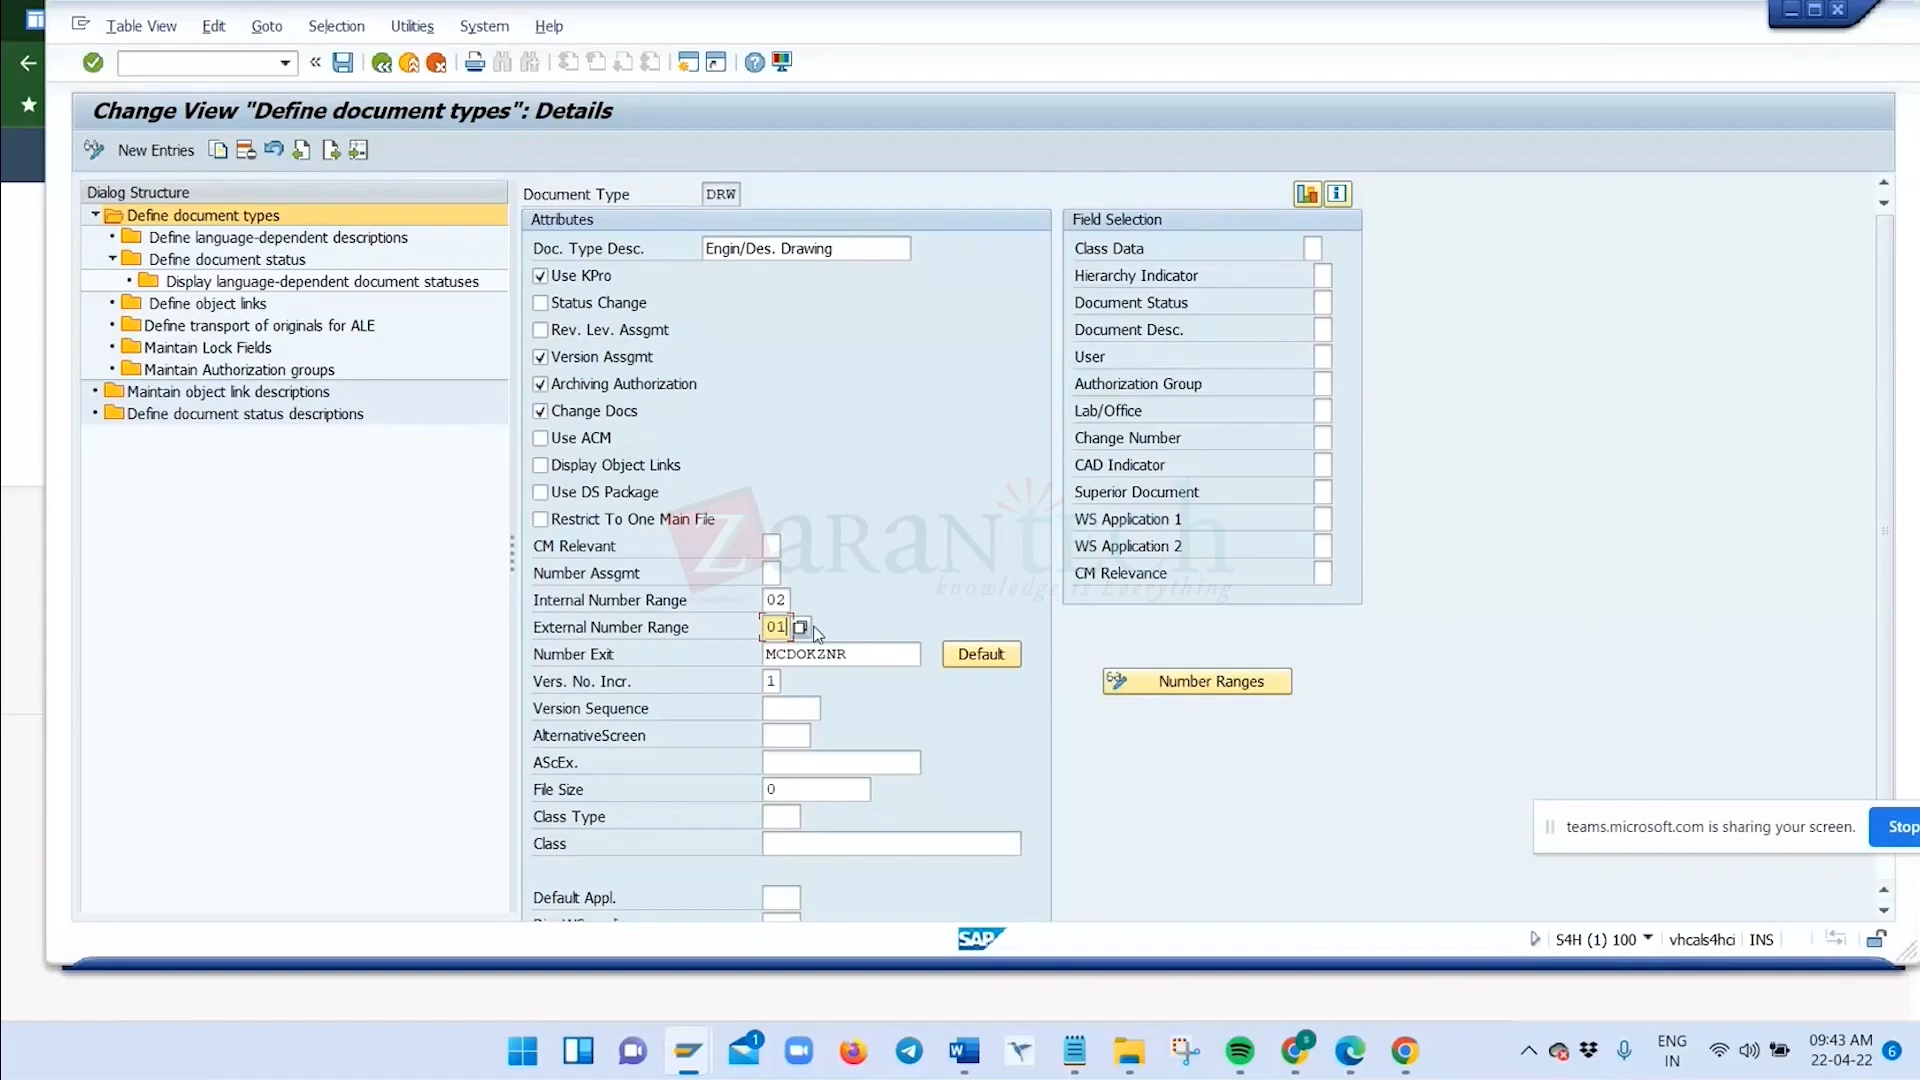 Table View Edit Goto Selection Utilities System Help
Change View "Define document types": Details
New Entries
Dialog Structure
Define document types
Define language-dependent descriptions
Define document status
Display language-dependent document statuses
Define object links
Define transport of originals for ALE
Maintain Lock Fields
Maintain Authorization groups
Maintain object link descriptions
Define document status descriptions
Document Type DRW
Attributes
Doc. Type Desc. Engin/Des. Drawing
Use KPro
Status Change
Rev. Lev. Assgmt
Version Assgmt
Archiving Authorization
Change Docs
Use ACM
Display Object Links
Use DS Package
Restrict To One Main File
CM Relevant
Number Assgmt
Internal Number Range 02
External Number Range 01
Number Exit MCDOKZNR Default
Vers. No. Incr. 1
Version Sequence
AlternativeScreen
AScEx.
File Size 0
Class Type
Class
Default Appl.
Field Selection
Class Data
Hierarchy Indicator
Document Status
Document Desc.
User
Authorization Group
Lab/Office
Change Number
CAD Indicator
Superior Document
WS Application 1
WS Application 2
CM Relevance
Number Ranges
zarantech
knowledge is Everything
teams.microsoft.com is sharing your screen. Stop
SAP
S4H (1) 100 vhcals4hci INS
1
ENG
IN
09:43 AM
22-04-22
6